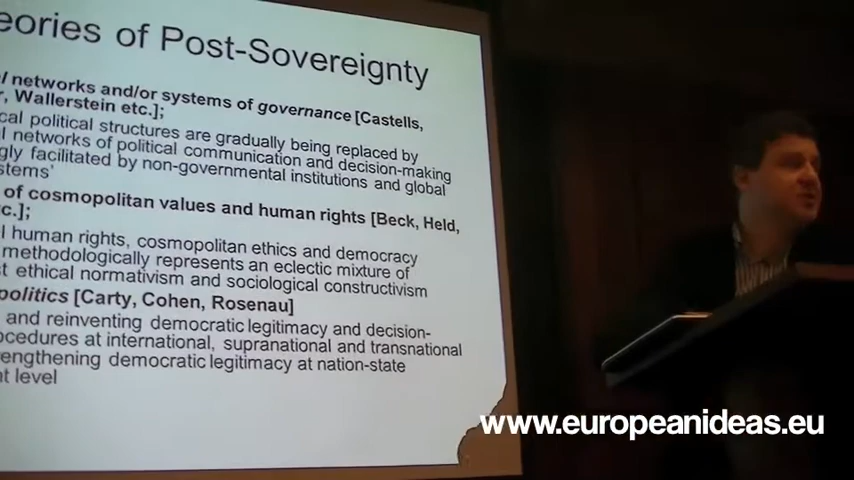 eories of Post-Sovereignty
networks and/or systems of governance [Castells,
, Wallerstein etc.];
cal political structures are gradually being replaced by
l networks of political communication and decision-making
gly facilitated by non-governmental institutions and global
stems'
of cosmopolitan values and human rights [Beck, Held,
c.];
l human rights, cosmopolitan ethics and democracy
methodologically represents an eclectic mixture of
t ethical normativism and sociological constructivism
politics [Carty, Cohen, Rosenau]
and reinventing democratic legitimacy and decision-
ocedures at international, supranational and transnational
engthening democratic legitimacy at nation-state
t level
www.europeanideas.eu